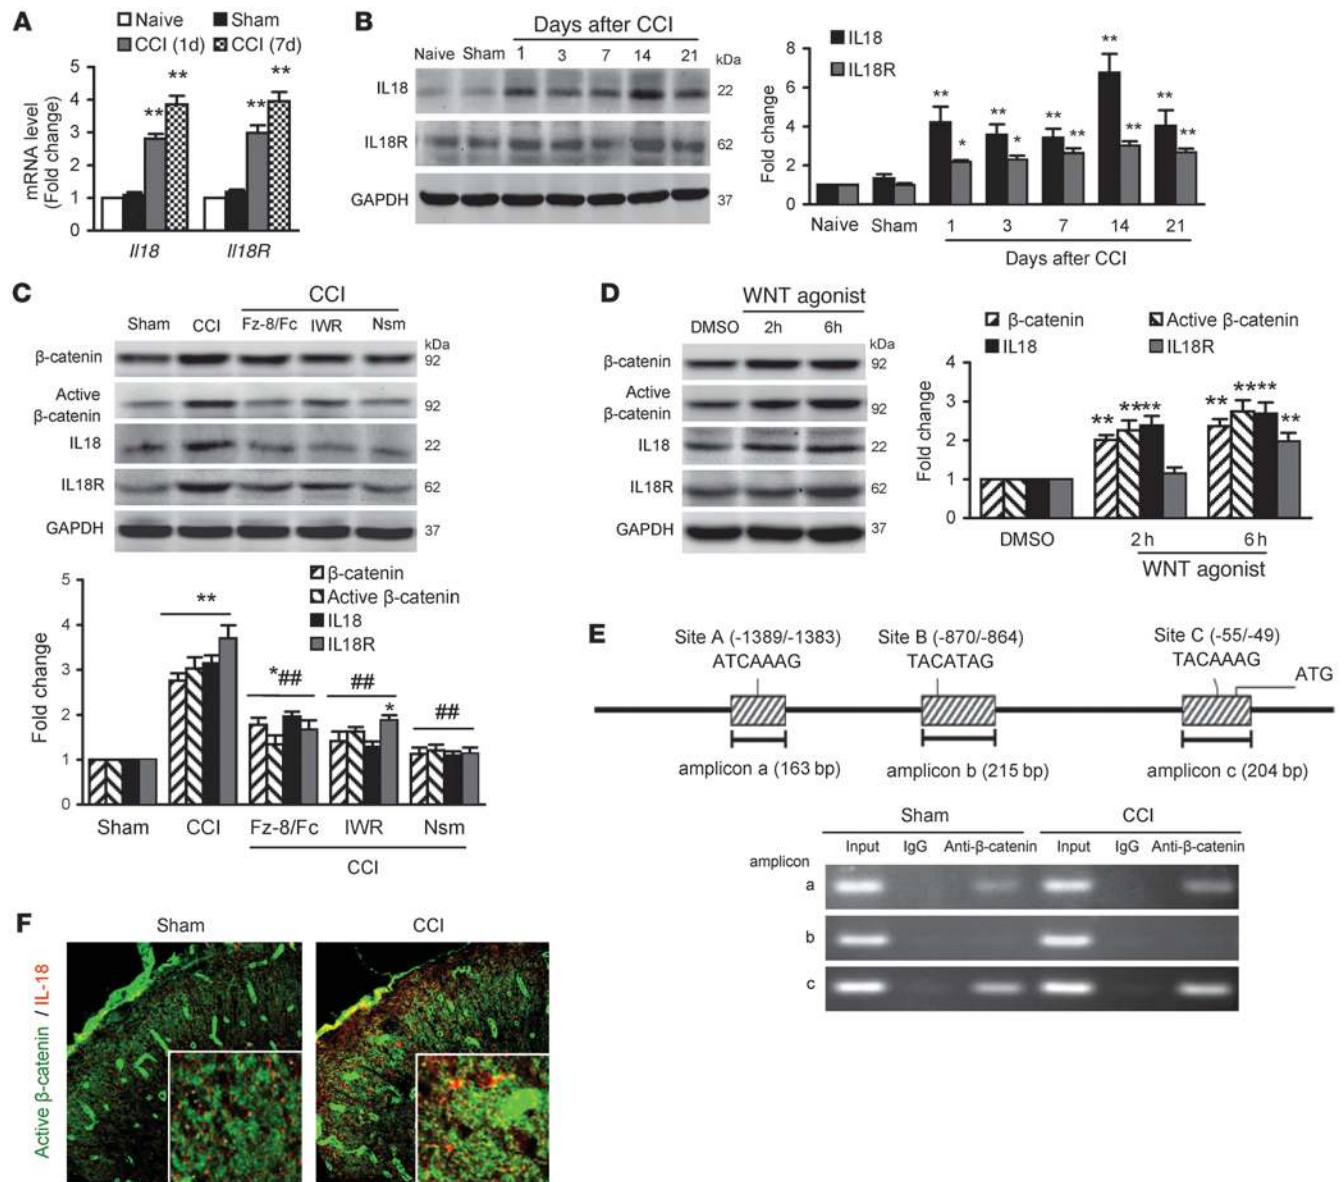 A
Naive
Sham
CCI (1d)
CCI (7d)
mRNA level
(Fold change)
5
4
3
2
1
0
**
**
**
**
Il18
Il18R
B
Days after CCI
Naive Sham 1 3 7 14 21 kDa
IL18 22
IL18R 62
GAPDH 37
IL18
IL18R
Fold change
8
6
4
2
0
**
*
**
*
**
**
**
**
**
**
Naive Sham 1 3 7 14 21
Days after CCI
C
CCI
Sham CCI Fz-8/Fc IWR Nsm
kDa
β-catenin 92
Active
β-catenin 92
IL18 22
IL18R 62
GAPDH 37
β-catenin
Active β-catenin
IL18
IL18R
Fold change
5
4
3
2
1
0
**
*##
##
*
##
Sham CCI Fz-8/Fc IWR Nsm
CCI
D
WNT agonist
DMSO 2h 6h
kDa
β-catenin 92
Active
β-catenin 92
IL18 22
IL18R 62
GAPDH 37
β-catenin
Active β-catenin
IL18
IL18R
Fold change
4
3
2
1
0
** ****
** **** **
DMSO 2h 6h
WNT agonist
E
Site A (-1389/-1383)
ATCAAAG
Site B (-870/-864)
TACATAG
Site C (-55/-49)
TACAAAG
ATG
amplicon a (163 bp)
amplicon b (215 bp)
amplicon c (204 bp)
Sham CCI
Input IgG Anti-β-catenin Input IgG Anti-β-catenin
amplicon
a
b
c
F
Sham CCI
Active β-catenin / IL-18